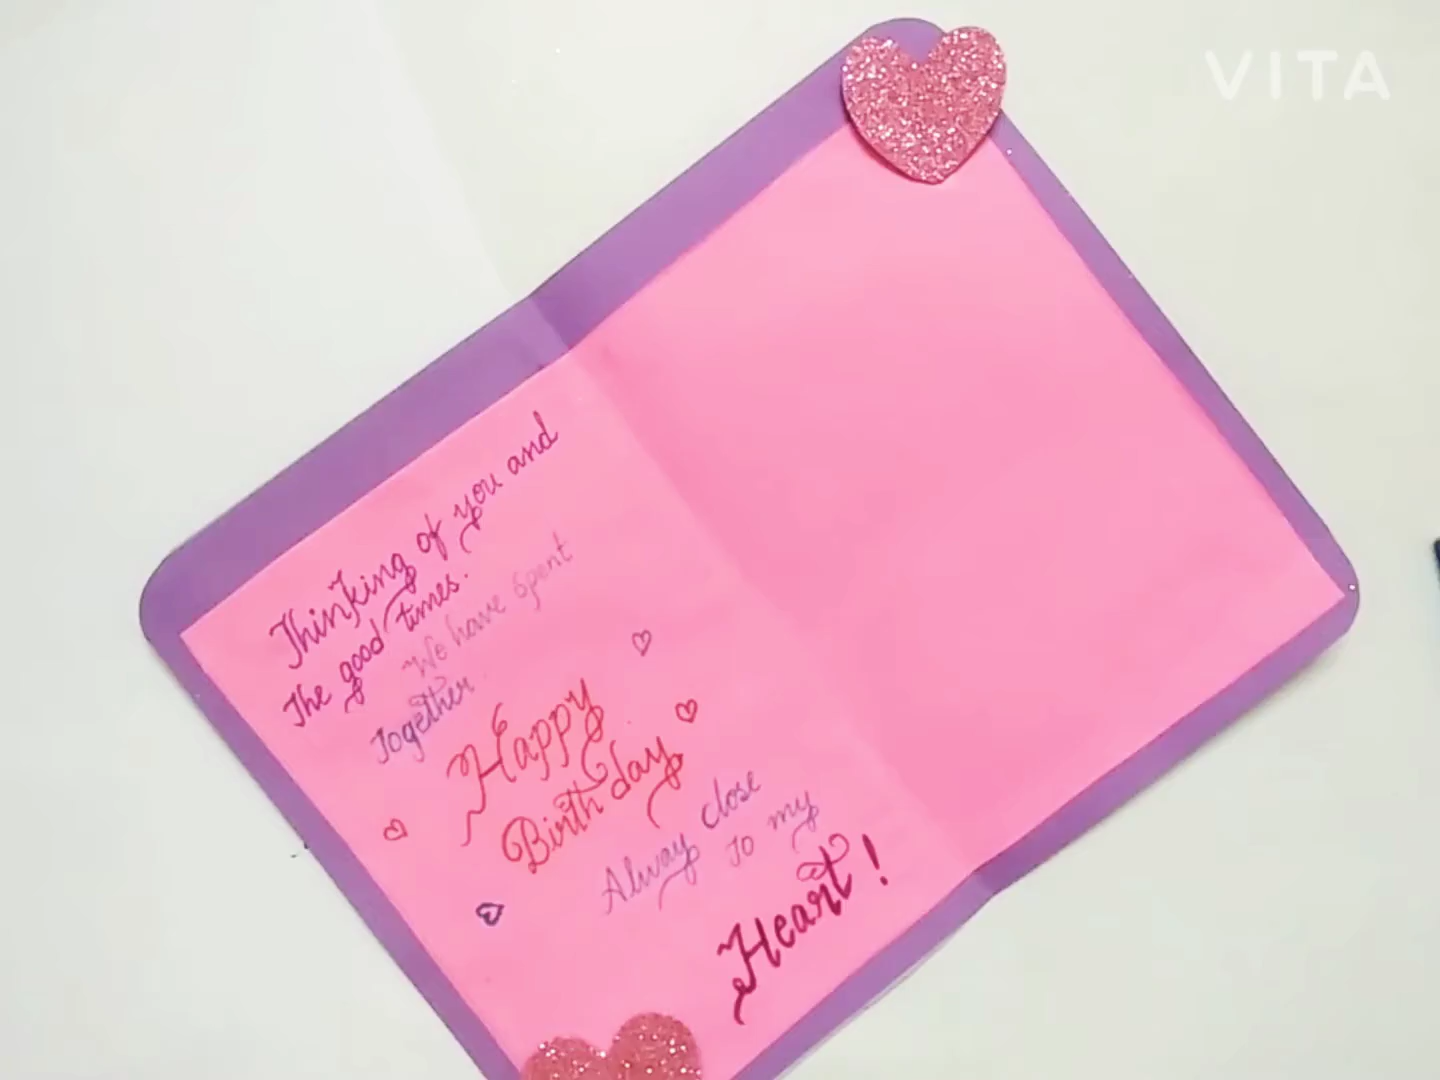 VITA
Thinking of you and
The good times.
We have spent
Together.
Happy
Birthday
Alway close
To my
Heart!